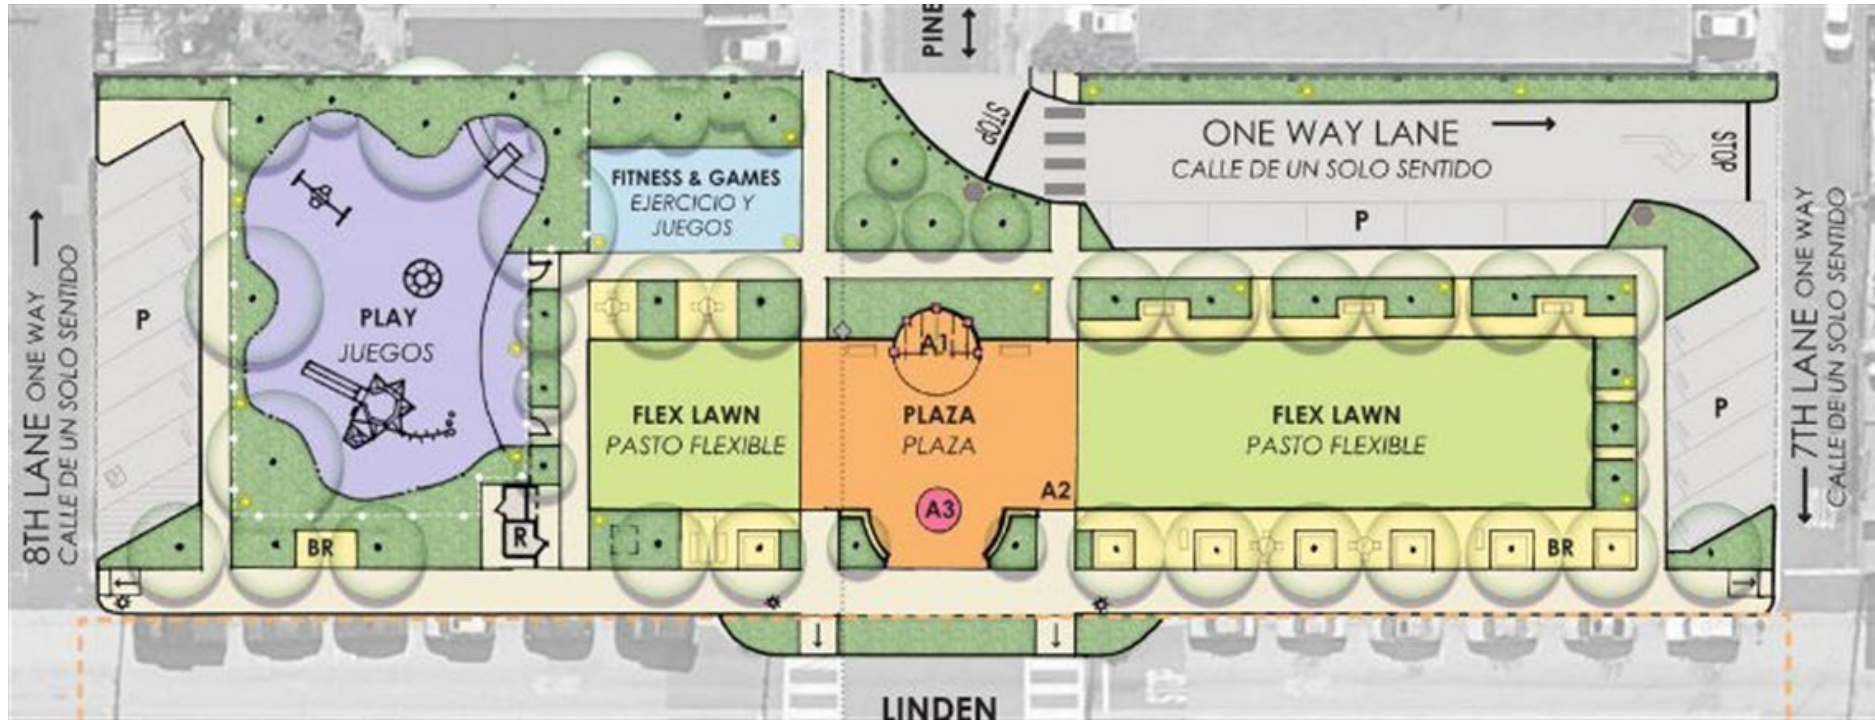 PINE
STOP
ONE WAY LANE
CALLE DE UN SOLO SENTIDO
STOP
FITNESS & GAMES
EJERCICIO Y
JUEGOS
P
8TH LANE ONE WAY
CALLE DE UN SOLO SENTIDO
P
PLAY
JUEGOS
A1
FLEX LAWN
PASTO FLEXIBLE
PLAZA
PLAZA
FLEX LAWN
PASTO FLEXIBLE
P
7TH LANE ONE WAY
CALLE DE UN SOLO SENTIDO
A2
A3
BR
R
BR
LINDEN